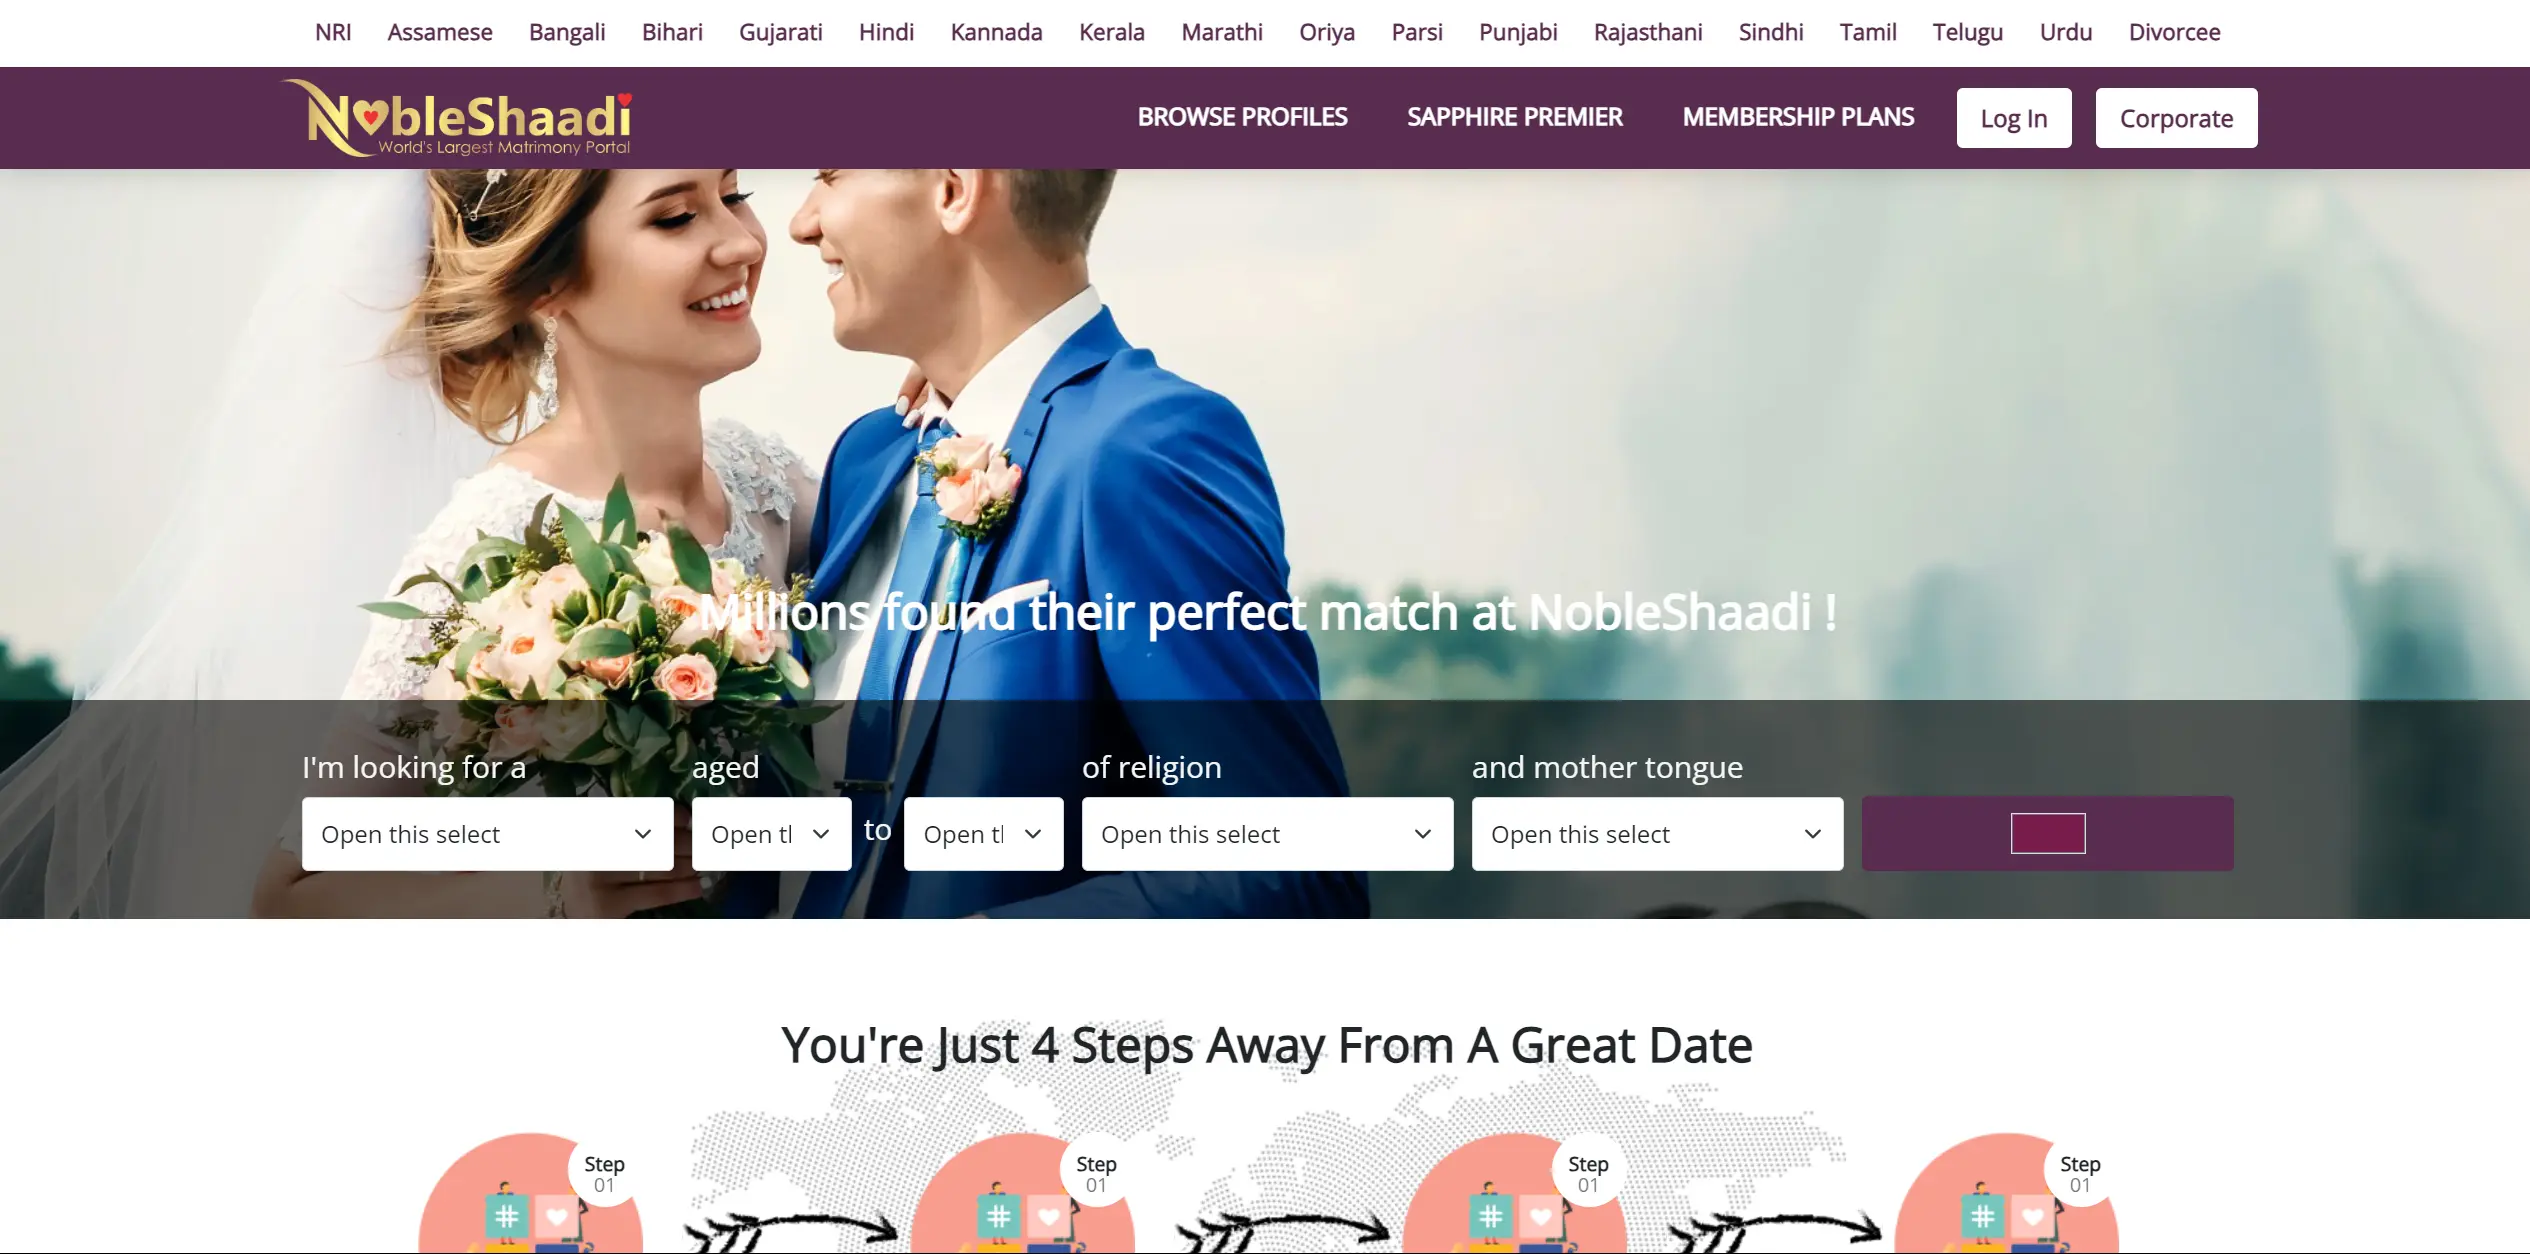 NRI Assamese Bangali Bihari Gujarati Hindi Kannada Kerala Marathi Oriya Parsi Punjabi Rajasthani Sindhi Tamil Telugu Urdu Divorcee
NobleShaadi
World's Largest Matrimony Portal
BROWSE PROFILES SAPPHIRE PREMIER MEMBERSHIP PLANS Log In Corporate
Millions found their perfect match at NobleShaadi !
I'm looking for a aged of religion and mother tongue
Open this select Open tl to Open tl Open this select Open this select
You're Just 4 Steps Away From A Great Date
Step Step Step Step
01 01 01 01
# # # #